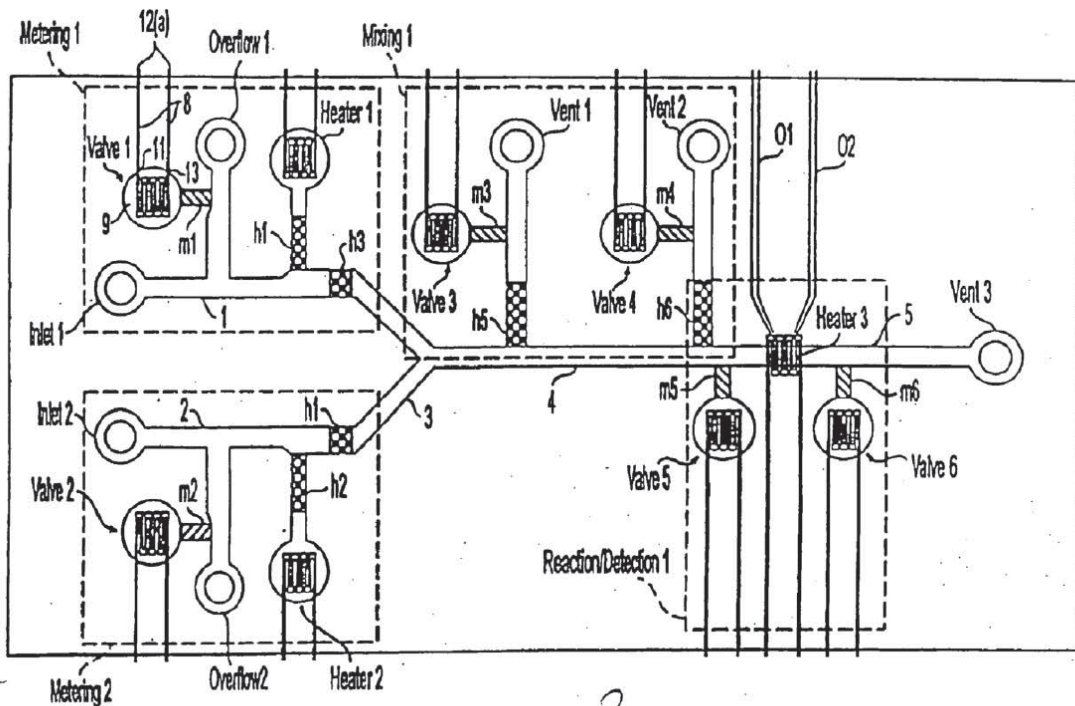 12(a)
Metering 1
Overflow 1
Mixing 1
8
Heater 1
Vent 1
Vent 2
Valve 1
11
13
O1
O2
9
m1
m3
m4
h1
h3
Valve 3
Valve 4
Inlet 1
1
h5
h6
Heater 3
5
Vent 3
Inlet 2
2
h1
3
4
m5
m6
Valve 2
m2
h2
Valve 5
Valve 6
Reaction/Detection 1
Metering 2
Overflow2
Heater 2